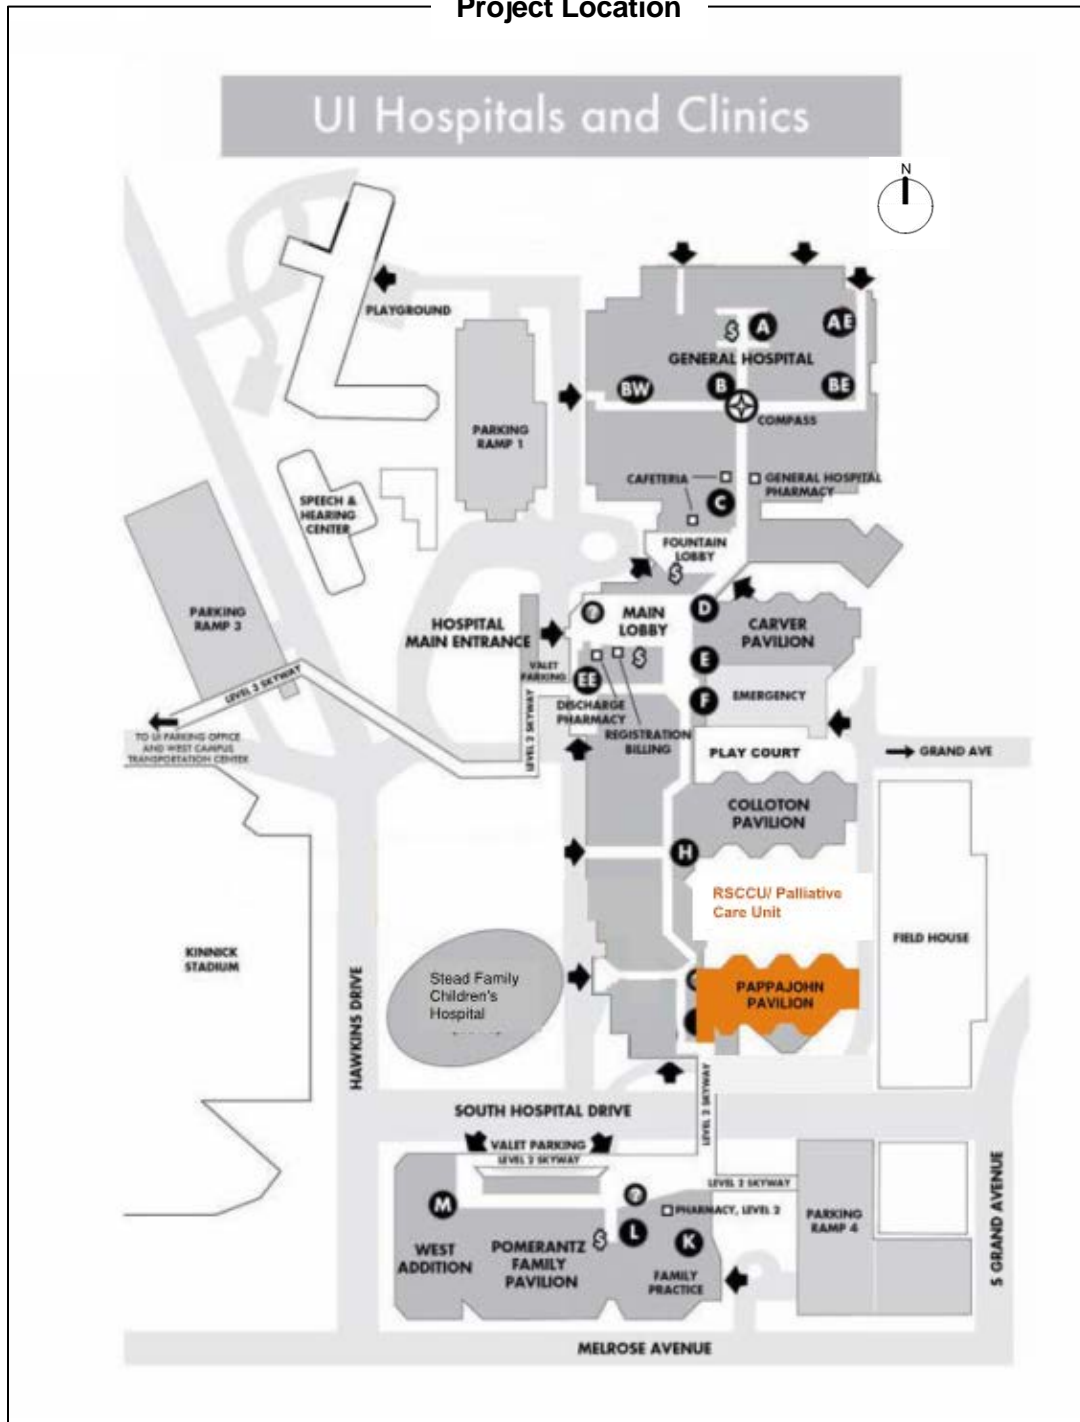 Project Location
UI Hospitals and Clinics
N
PLAYGROUND
A
AE
GENERAL HOSPITAL
BW
B
BE
COMPASS
PARKING
RAMP 1
CAFETERIA
GENERAL HOSPITAL
PHARMACY
C
SPEECH &
HEARING
CENTER
FOUNTAIN
LOBBY
$
$
PARKING
RAMP 3
HOSPITAL
MAIN ENTRANCE
?
MAIN
LOBBY
D
CARVER
PAVILION
$
E
VALET
PARKING
EE
F
EMERGENCY
LEVEL 3 SKYWAY
DISCHARGE
PHARMACY
REGISTRATION
BILLING
LEVEL 2 SKYWAY
TO UI PARKING OFFICE
AND WEST CAMPUS
TRANSPORTATION CENTER
PLAY COURT
GRAND AVE
COLLOTON
PAVILION
H
RSCCU/ Palliative
Care Unit
FIELD HOUSE
KINNICK
STADIUM
Stead Family
Children's
Hospital
PAPPAJOHN
PAVILION
HAWKINS DRIVE
SOUTH HOSPITAL DRIVE
LEVEL 2 SKYWAY
VALET PARKING
LEVEL 2 SKYWAY
LEVEL 2 SKYWAY
M
?
PHARMACY, LEVEL 2
PARKING
RAMP 4
L
K
$
WEST
ADDITION
POMERANTZ
FAMILY
PAVILION
FAMILY
PRACTICE
S GRAND AVENUE
MELROSE AVENUE